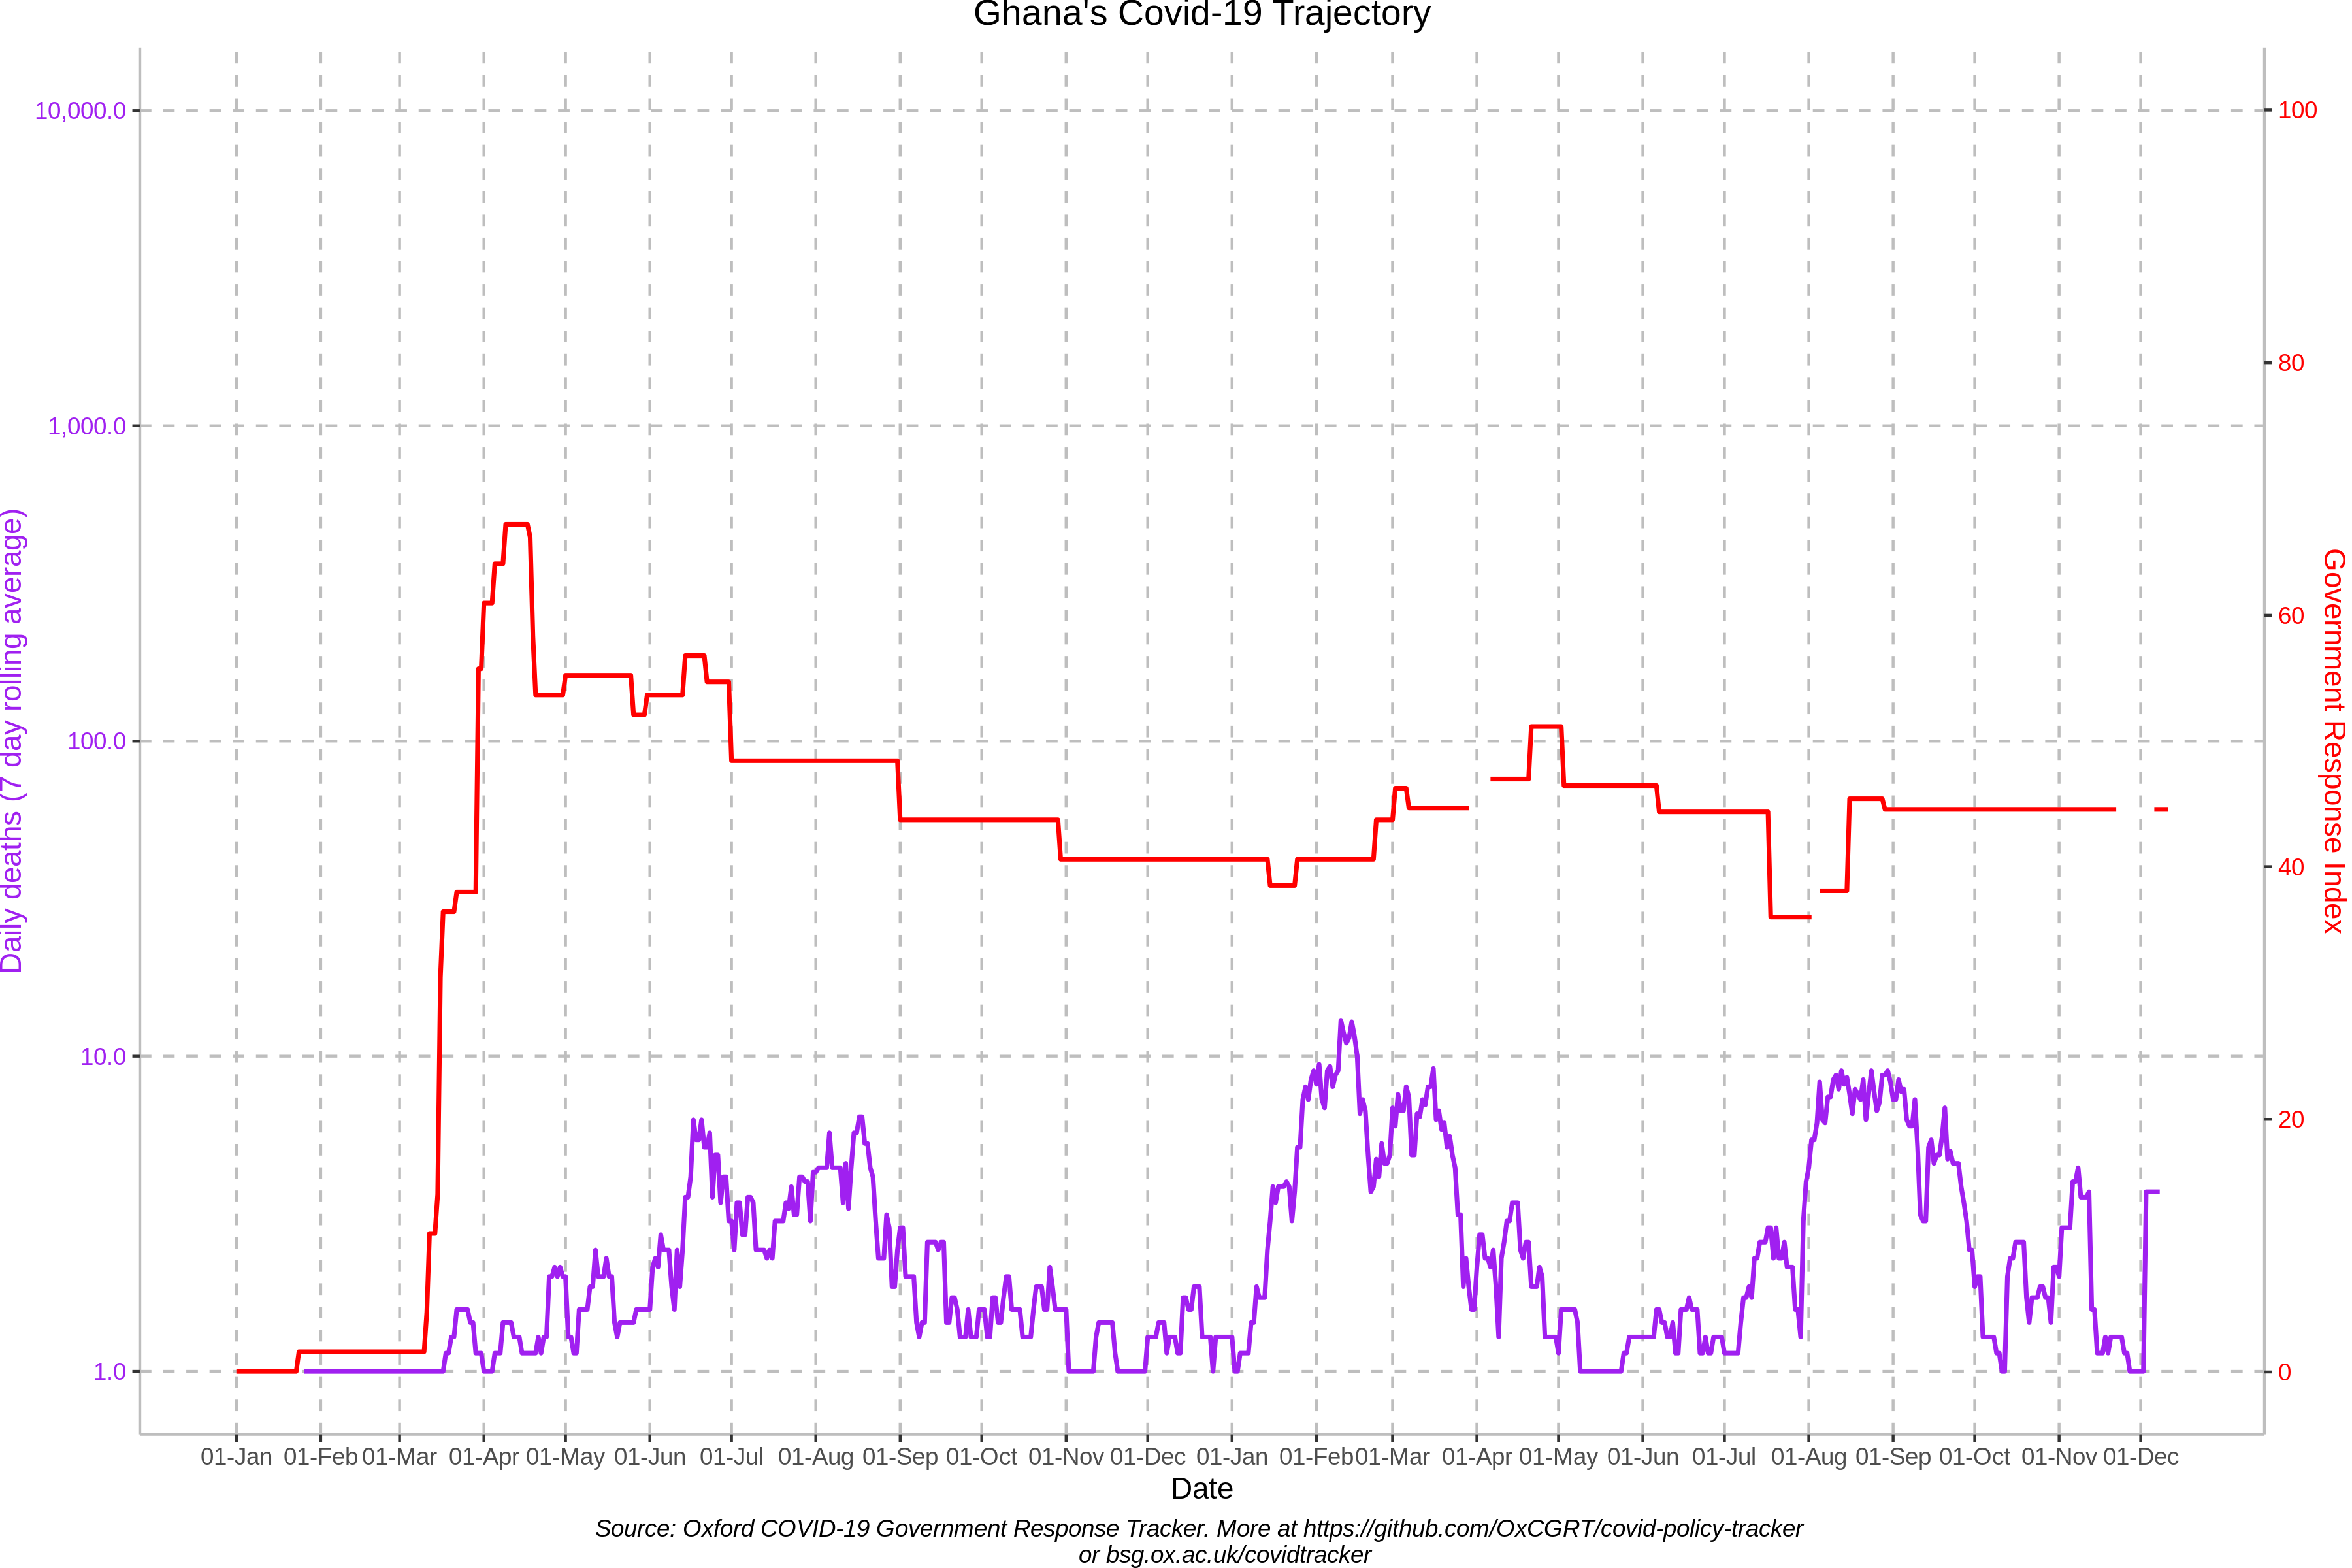 Ghana's Covid-19 Trajectory
10,000.0
1,000.0
100.0
10.0
1.0
Daily deaths (7 day rolling average)
100
80
60
40
20
0
Government Response Index
01-Jan 01-Feb 01-Mar 01-Apr 01-May 01-Jun 01-Jul 01-Aug 01-Sep 01-Oct 01-Nov 01-Dec 01-Jan 01-Feb 01-Mar 01-Apr 01-May 01-Jun 01-Jul 01-Aug 01-Sep 01-Oct 01-Nov 01-Dec
Date
Source: Oxford COVID-19 Government Response Tracker. More at https://github.com/OxCGRT/covid-policy-tracker
or bsg.ox.ac.uk/covidtracker